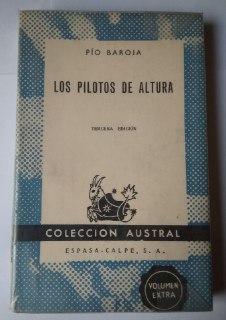 PÍO BAROJA
LOS PILOTOS DE ALTURA
TERCERA EDICIÓN
COLECCION AUSTRAL
ESPASA-CALPE, S. A.
VOLUMEN
EXTRA